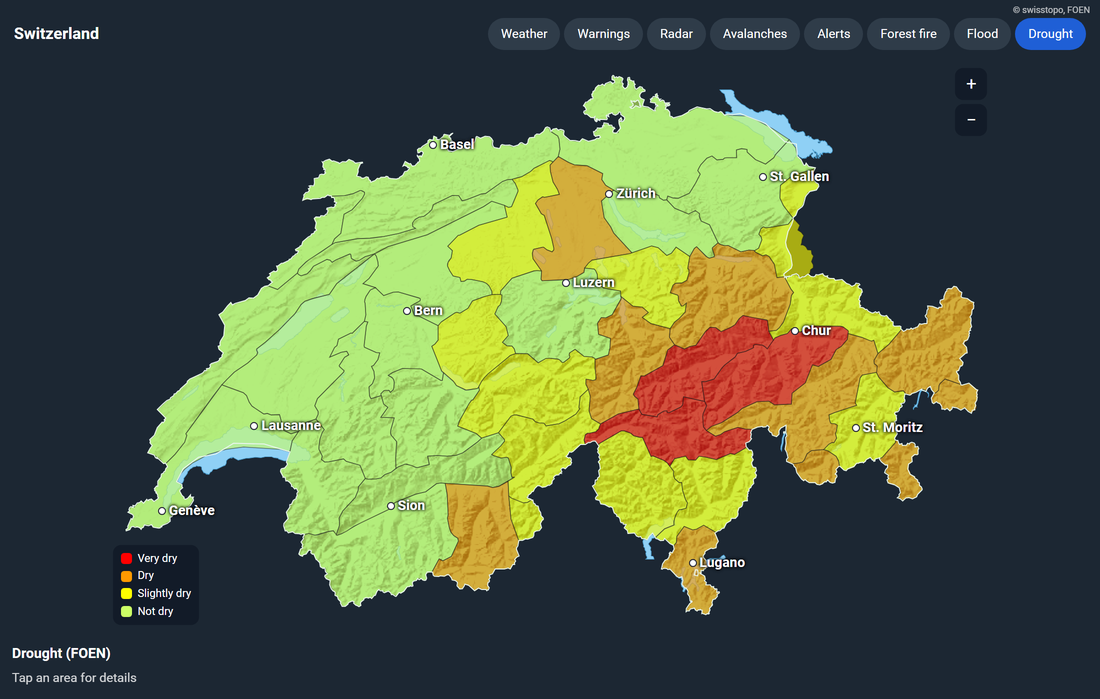 © swisstopo, FOEN
Switzerland
Weather
Warnings
Radar
Avalanches
Alerts
Forest fire
Flood
Drought
+
−
Basel
St. Gallen
Zürich
Luzern
Bern
Chur
Lausanne
St. Moritz
Sion
Genève
Lugano
Very dry
Dry
Slightly dry
Not dry
Drought (FOEN)
Tap an area for details